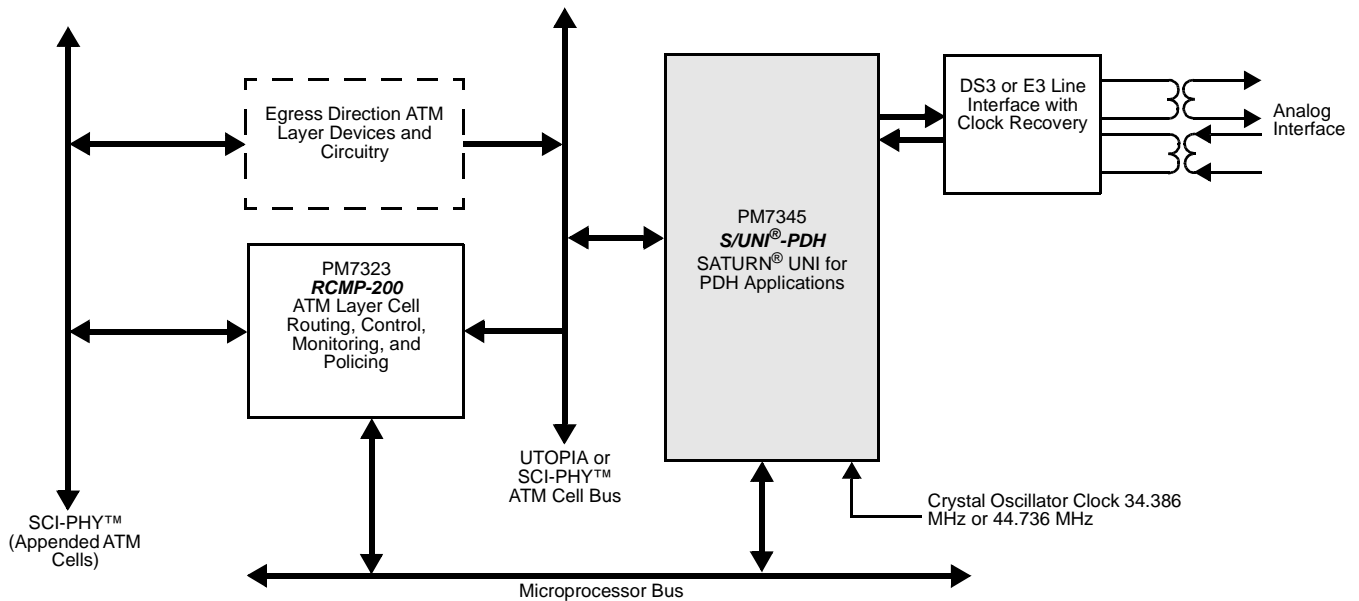 Egress Direction ATM
Layer Devices and
Circuitry
PM7345
S/UNI®-PDH
SATURN® UNI for
PDH Applications
DS3 or E3 Line
Interface with
Clock Recovery
Analog
Interface
PM7323
RCMP-200
ATM Layer Cell
Routing, Control,
Monitoring, and
Policing
UTOPIA or
SCI-PHY™
ATM Cell Bus
SCI-PHY™
(Appended ATM
Cells)
Crystal Oscillator Clock 34.386
MHz or 44.736 MHz
Microprocessor Bus